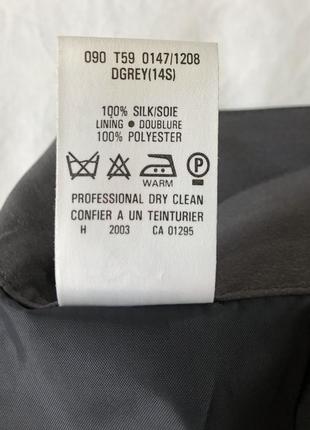 090 T59 0147/1208
DGREY(14S)
100% SILK/SOIE
LINING ● DOUBLURE
100% POLYESTER
P
WARM
PROFESSIONAL DRY CLEAN
CONFIER A UN TEINTURIER
H 2003 CA 01295